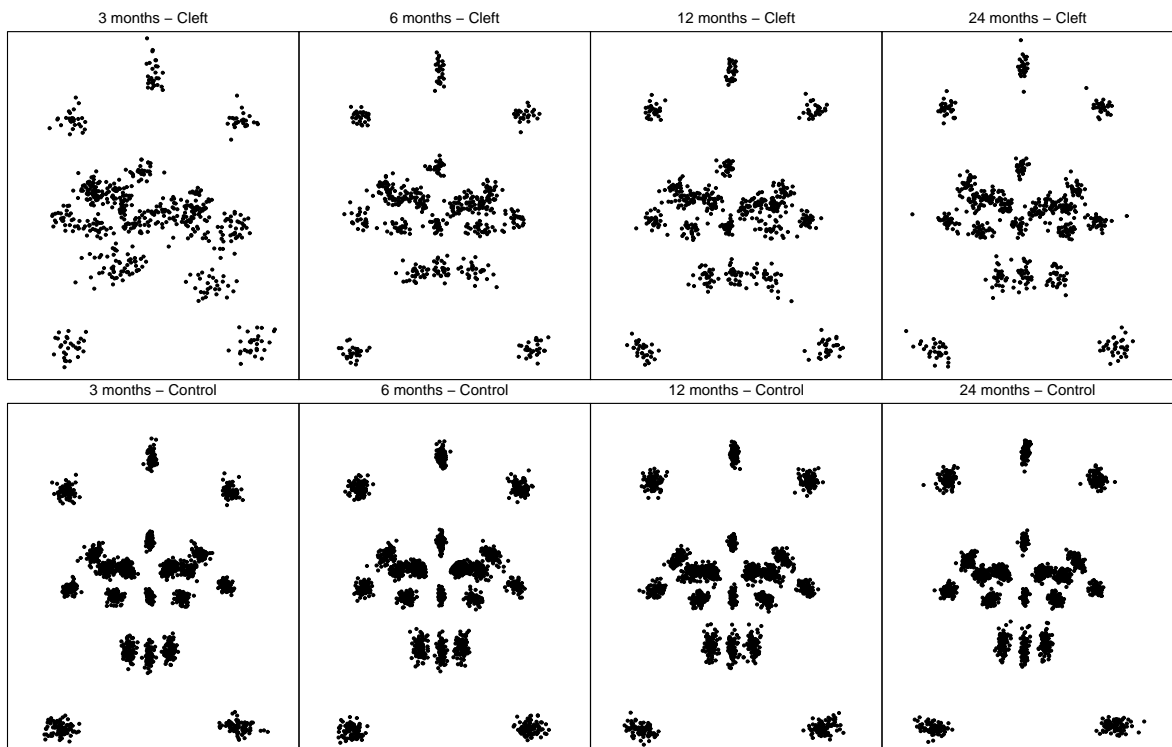 3 months − Cleft
6 months − Cleft
12 months − Cleft
24 months − Cleft
3 months − Control
6 months − Control
12 months − Control
24 months − Control